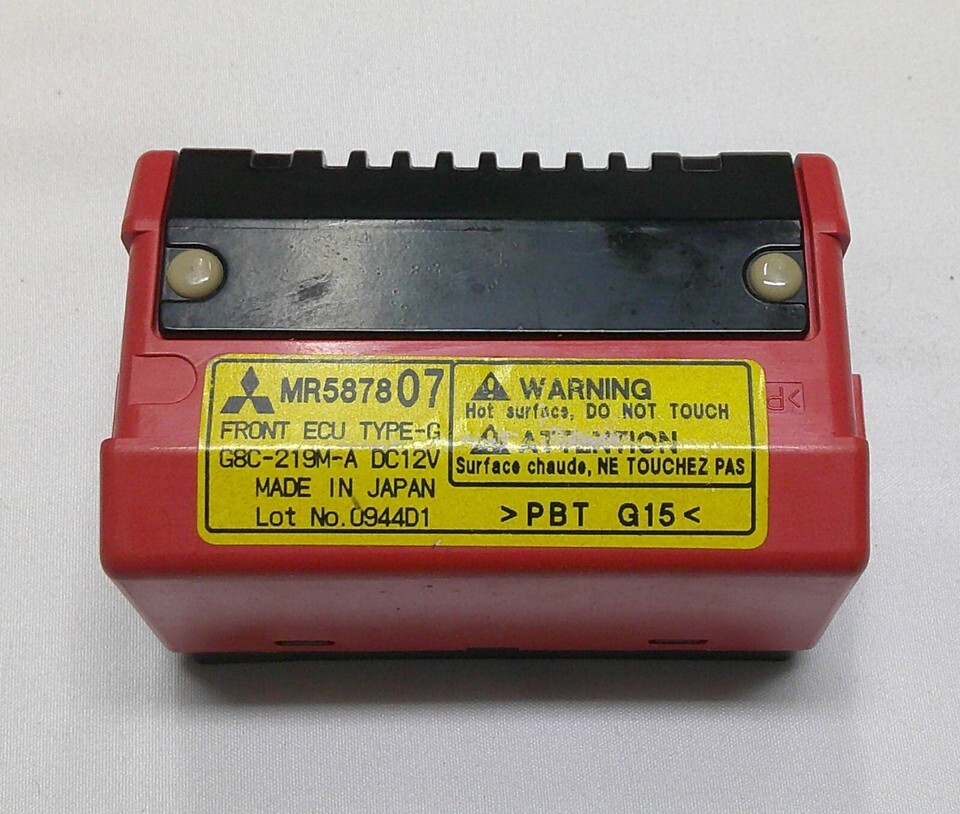 MR587807
FRONT ECU TYPE-G
G8C-219M-A DC12V
MADE IN JAPAN
Lot No.0944D1
WARNING
Hot surface, DO NOT TOUCH
ATTENTION
Surface chaude, NE TOUCHEZ PAS
>PBT G15<
>P